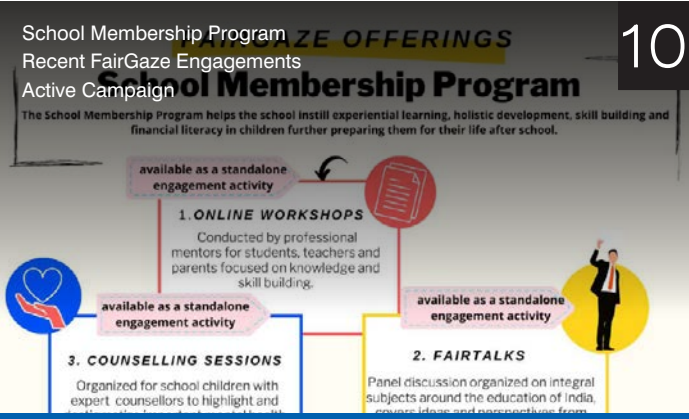 School Membership Program
Recent FairGaze Engagements
Active Campaign
10
FAIRGAZE OFFERINGS
School Membership Program
The School Membership Program helps the school instill experiential learning, holistic development, skill building and
financial literacy in children further preparing them for their life after school.
available as a standalone
engagement activity
1.ONLINE WORKSHOPS
Conducted by professional
mentors for students, teachers and
parents focused on knowledge and
skill building.
available as a standalone
engagement activity
3. COUNSELLING SESSIONS
Organized for school children with
expert counsellors to highlight and
available as a standalone
engagement activity
2. FAIRTALKS
Panel discussion organized on integral
subjects around the education of India,
covers ideas and perspectives from